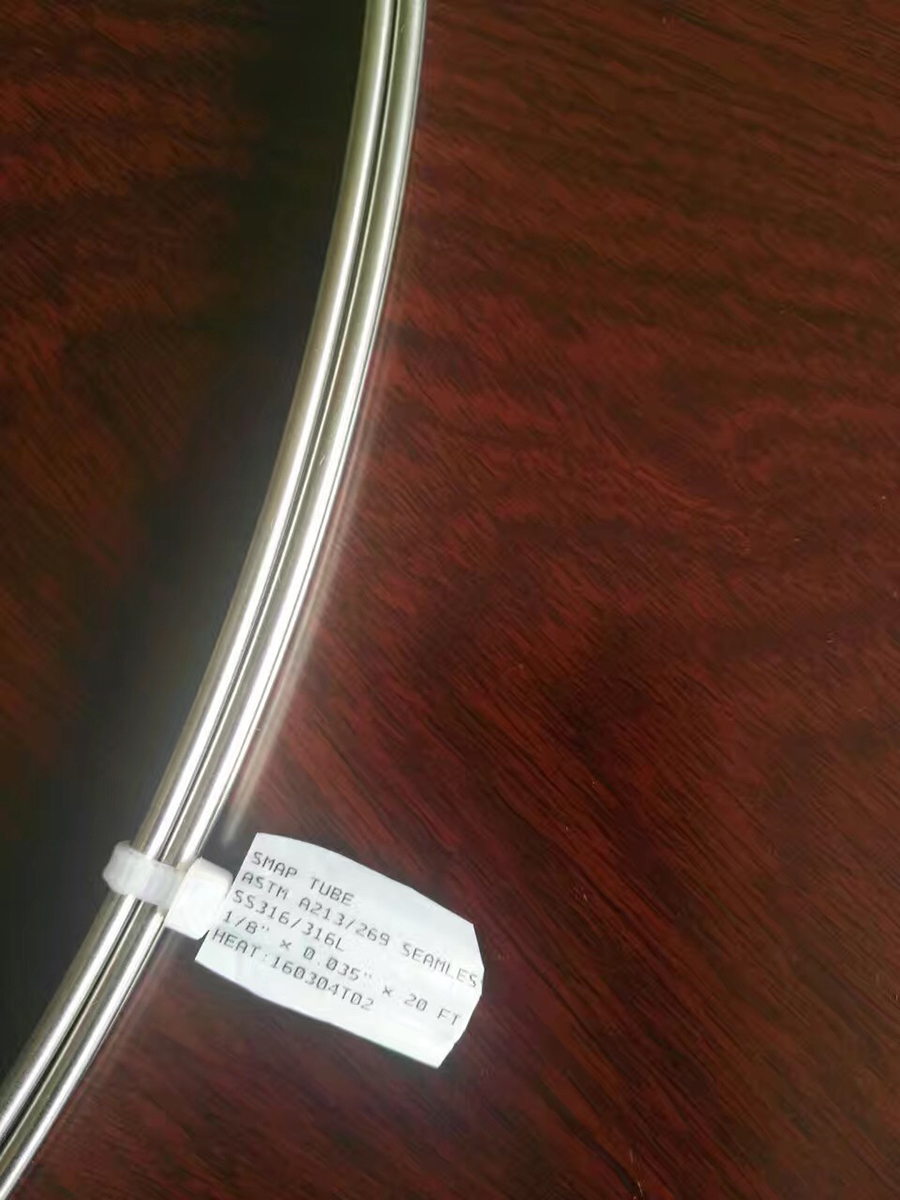 SMAP TUBE
ASTM A213/269 SEAMLES
SS316/316L
1/8" × 0.035" × 20 FT
HEAT:160304T02